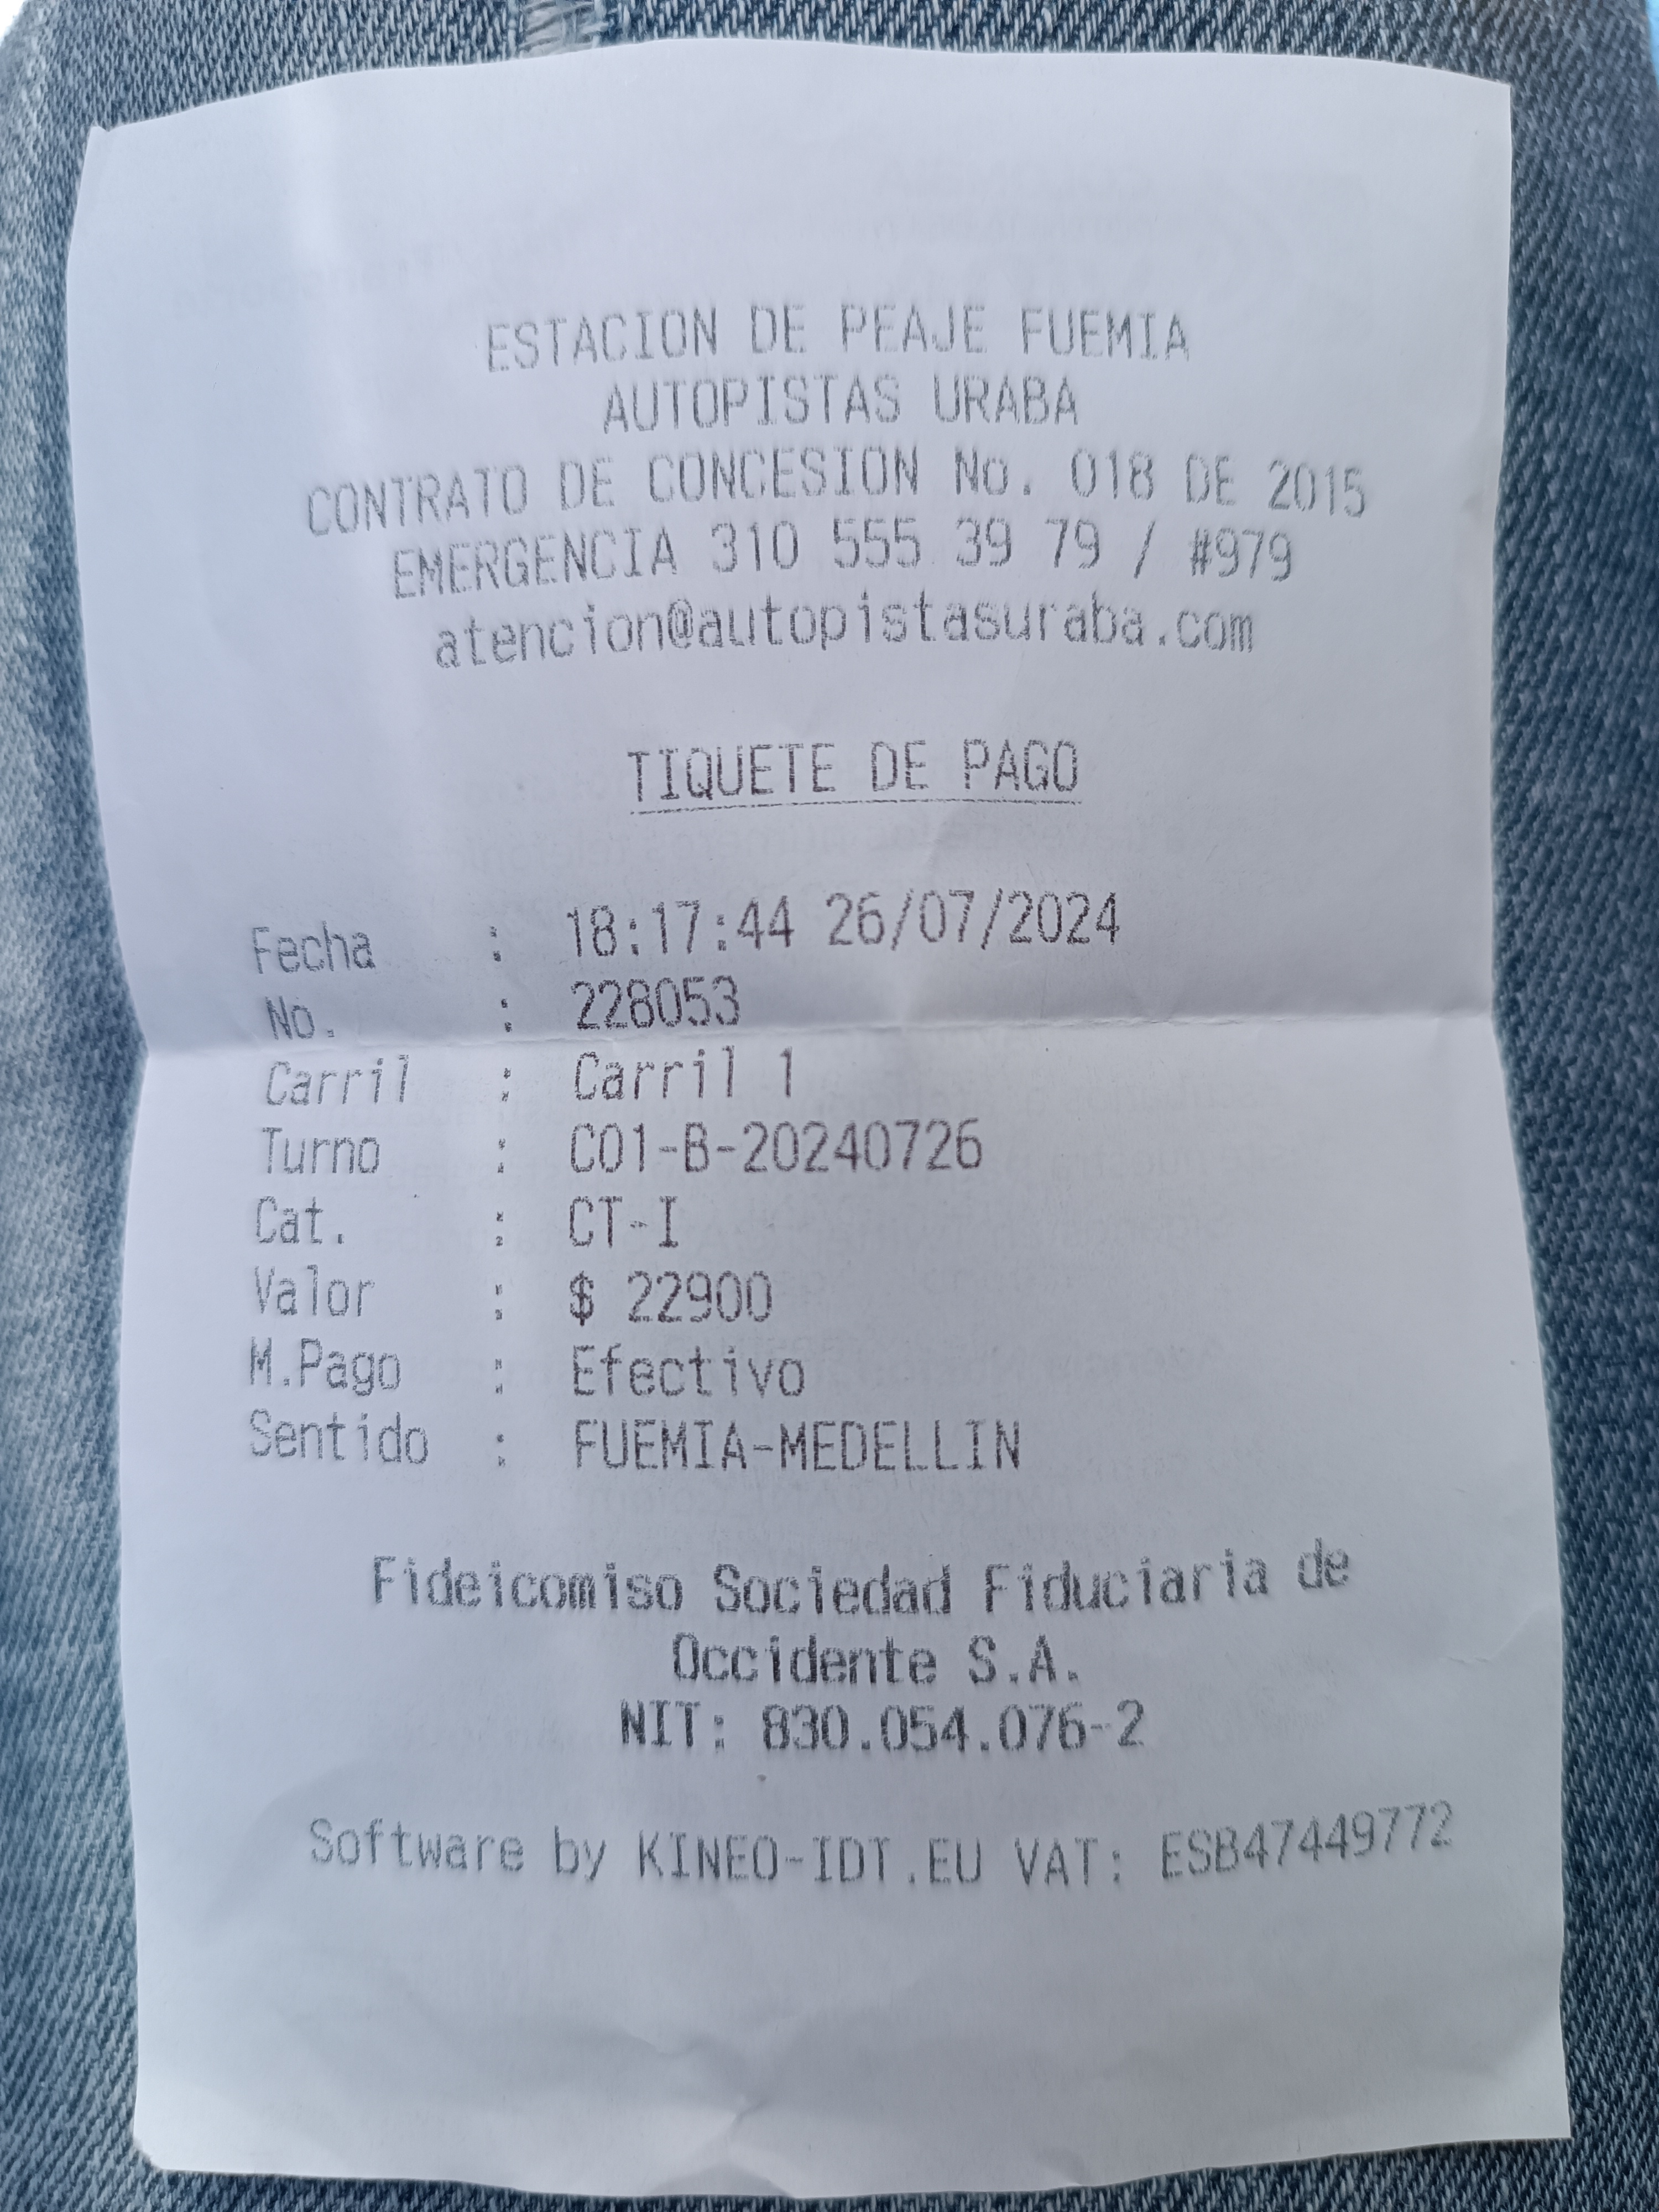 ESTACION DE PEAJE FUEMIA
AUTOPISTAS URABA
CONTRATO DE CONCESION No. 018 DE 2015
EMERGENCIA 310 555 39 79 / #979
atencion@autopistasuraba.com
TIQUETE DE PAGO
Fecha : 18:17:44 26/07/2024
No. : 228053
Carril : Carril 1
Turno : C01-B-20240726
Cat. : CT-I
Valor : $ 22900
M.Pago : Efectivo
Sentido : FUEMIA-MEDELLIN
Fideicomiso Sociedad Fiduciaria de
Occidente S.A.
NIT: 830.054.076-2
Software by KINEO-IDT.EU VAT: ESB47449772